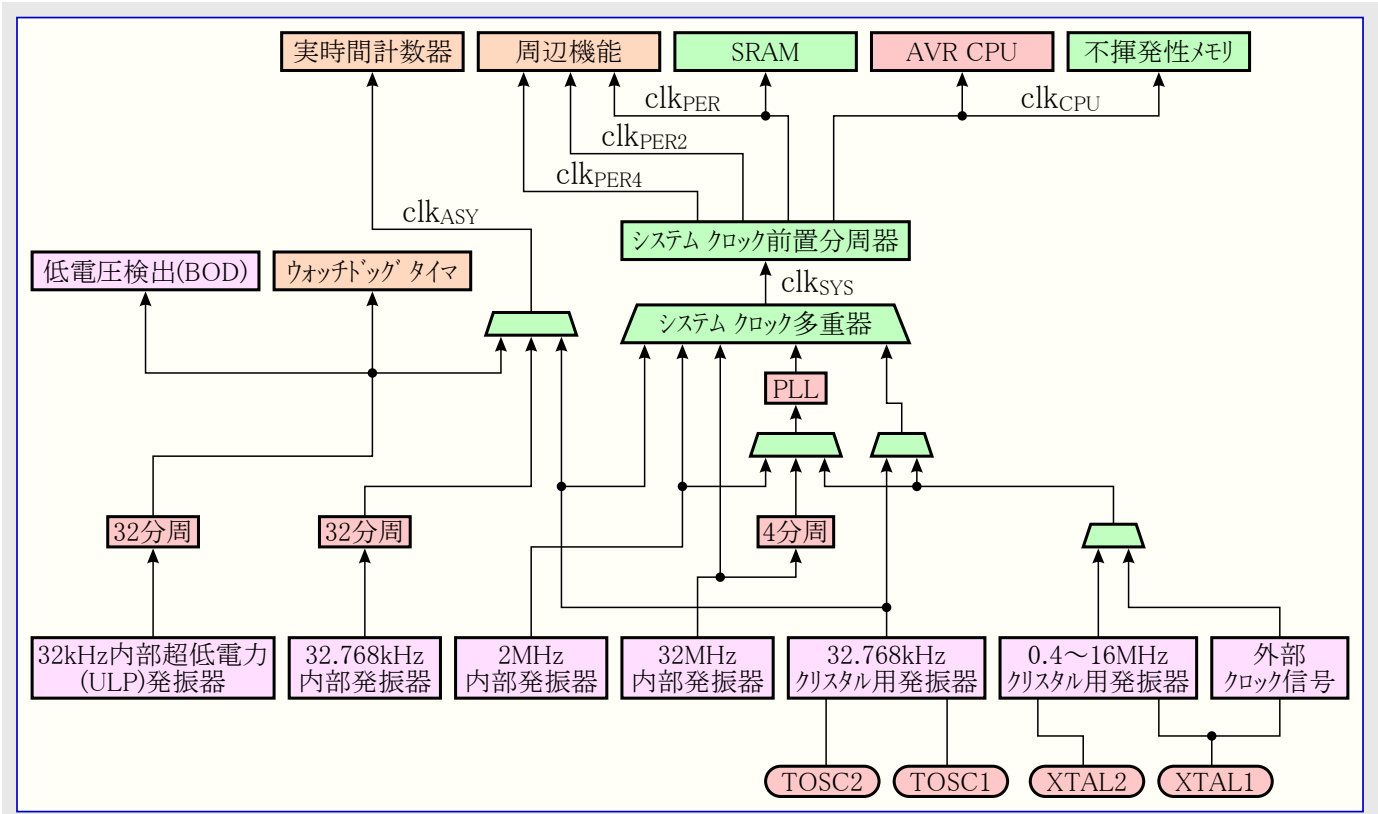 実時間計数器
周辺機能
SRAM
AVR CPU
不揮発性ﾒﾓﾘ
clkPER
clkCPU
clkPER2
clkPER4
clkASY
ｼｽﾃﾑ ｸﾛｯｸ前置分周器
低電圧検出(BOD)
ｳｫｯﾁﾄﾞｯｸﾞ ﾀｲﾏ
clkSYS
ｼｽﾃﾑ ｸﾛｯｸ多重器
PLL
32分周
32分周
4分周
32kHz内部超低電力
(ULP)発振器
32.768kHz
内部発振器
2MHz
内部発振器
32MHz
内部発振器
32.768kHz
ｸﾘｽﾀﾙ用発振器
0.4～16MHz
ｸﾘｽﾀﾙ用発振器
外部
ｸﾛｯｸ信号
TOSC2
TOSC1
XTAL2
XTAL1